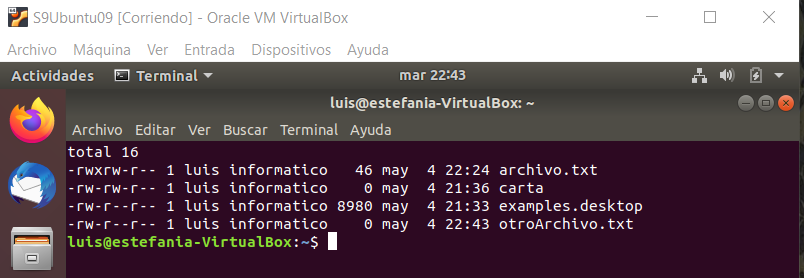 S9Ubuntu09 [Corriendo] - Oracle VM VirtualBox
Archivo Máquina Ver Entrada Dispositivos Ayuda
Actividades Terminal mar 22:43
luis@estefania-VirtualBox: ~
Archivo Editar Ver Buscar Terminal Ayuda
total 16
-rwxrw-r-- 1 luis informatico   46 may  4 22:24 archivo.txt
-rw-rw-r-- 1 luis informatico    0 may  4 21:36 carta
-rw-r--r-- 1 luis informatico 8980 may  4 21:33 examples.desktop
-rw-rw-r-- 1 luis informatico    0 may  4 22:43 otroArchivo.txt
luis@estefania-VirtualBox:~$